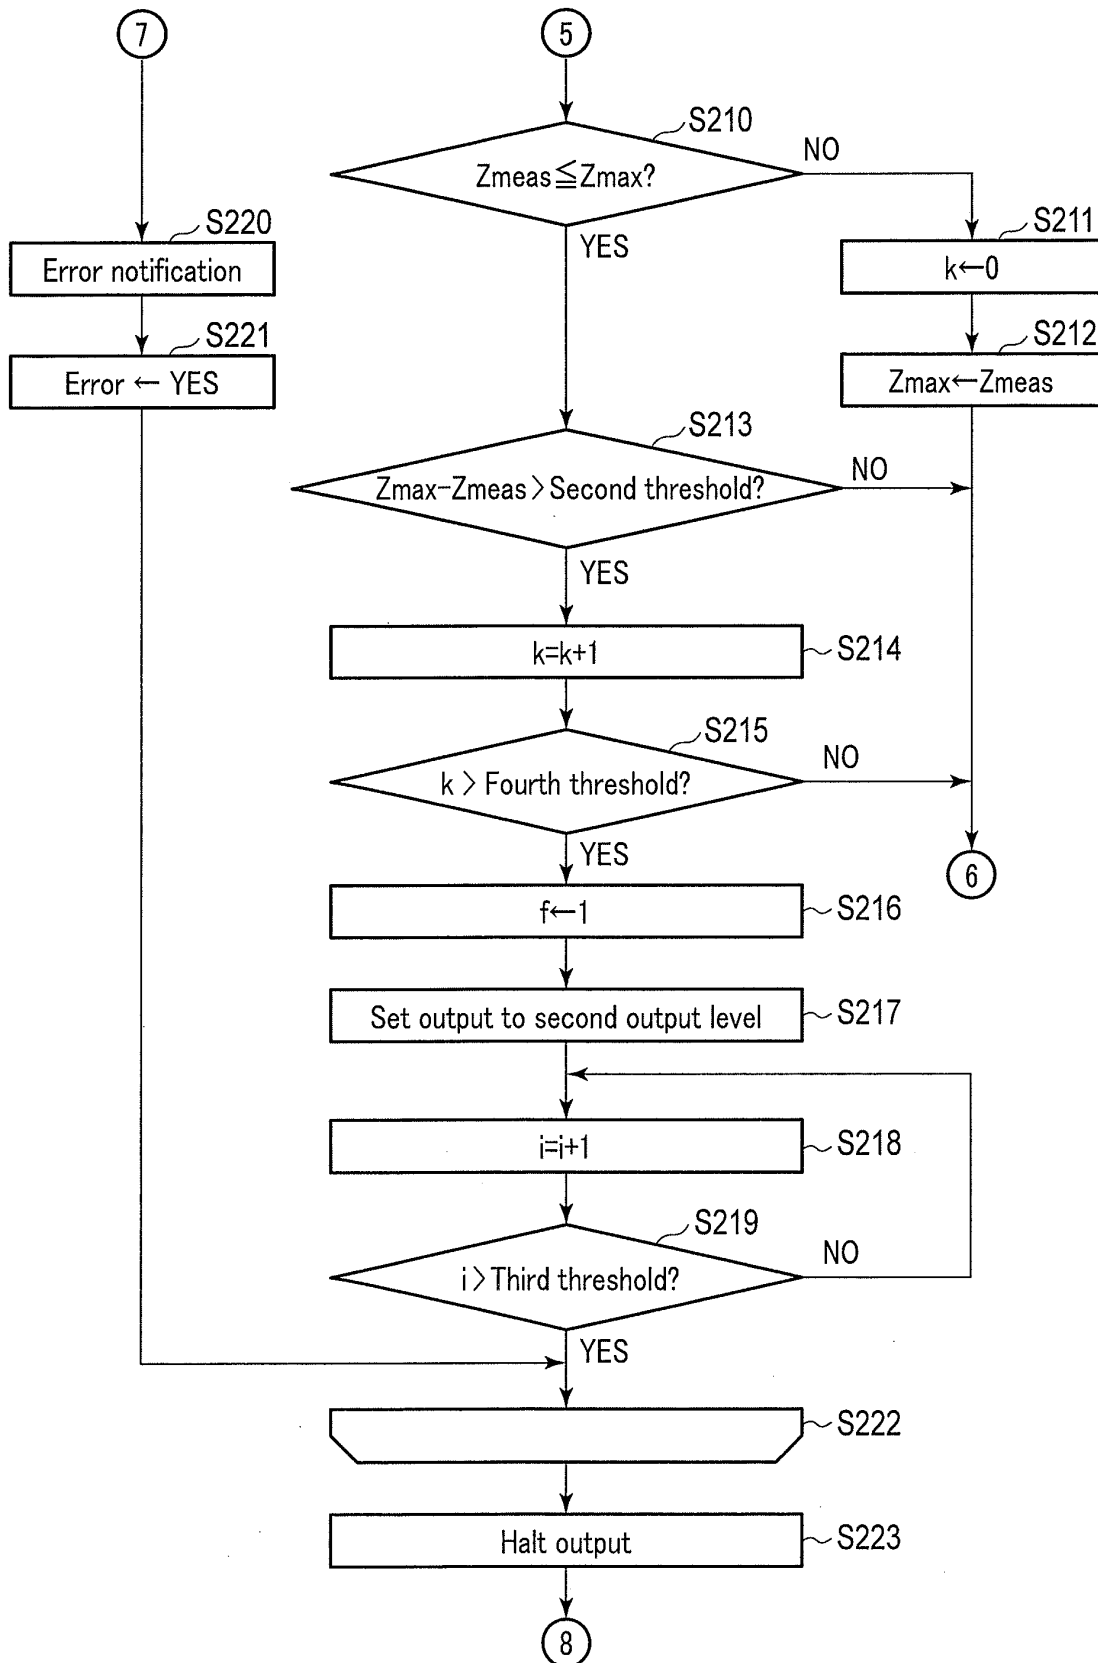 7
5
S210
Zmeas≦Zmax?
NO
YES
S220
Error notification
S211
k←0
S221
Error ← YES
S212
Zmax←Zmeas
S213
Zmax-Zmeas>Second threshold?
NO
YES
k=k+1
S214
S215
k > Fourth threshold?
NO
YES
6
f←1
S216
Set output to second output level
S217
i=i+1
S218
S219
i>Third threshold?
NO
YES
S222
Halt output
S223
8